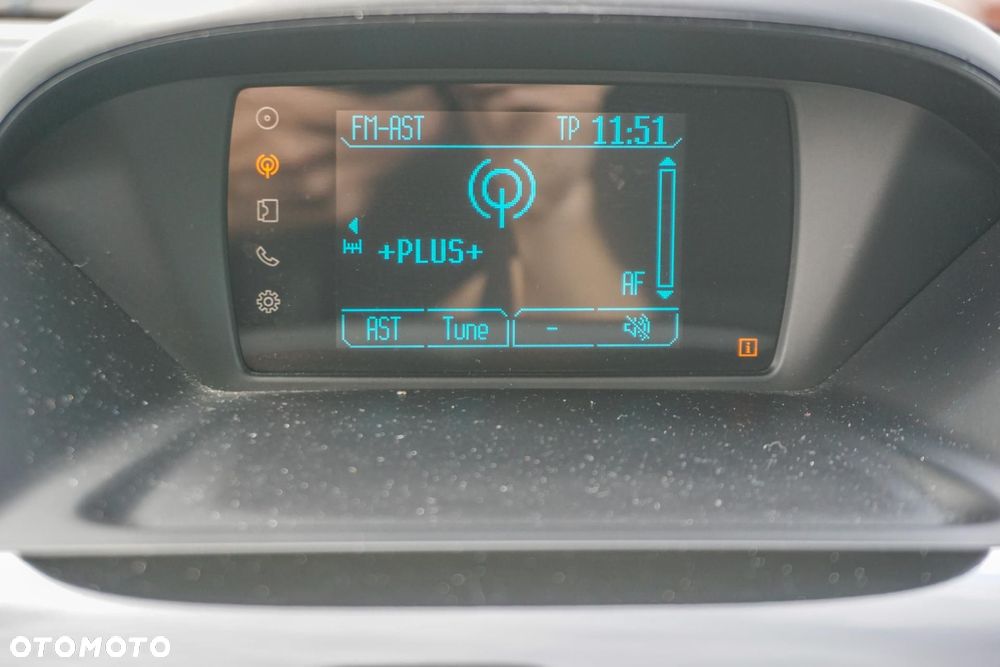 FM-AST TP 11:51
+PLUS+
AF
AST Tune -
i
OTOMOTO